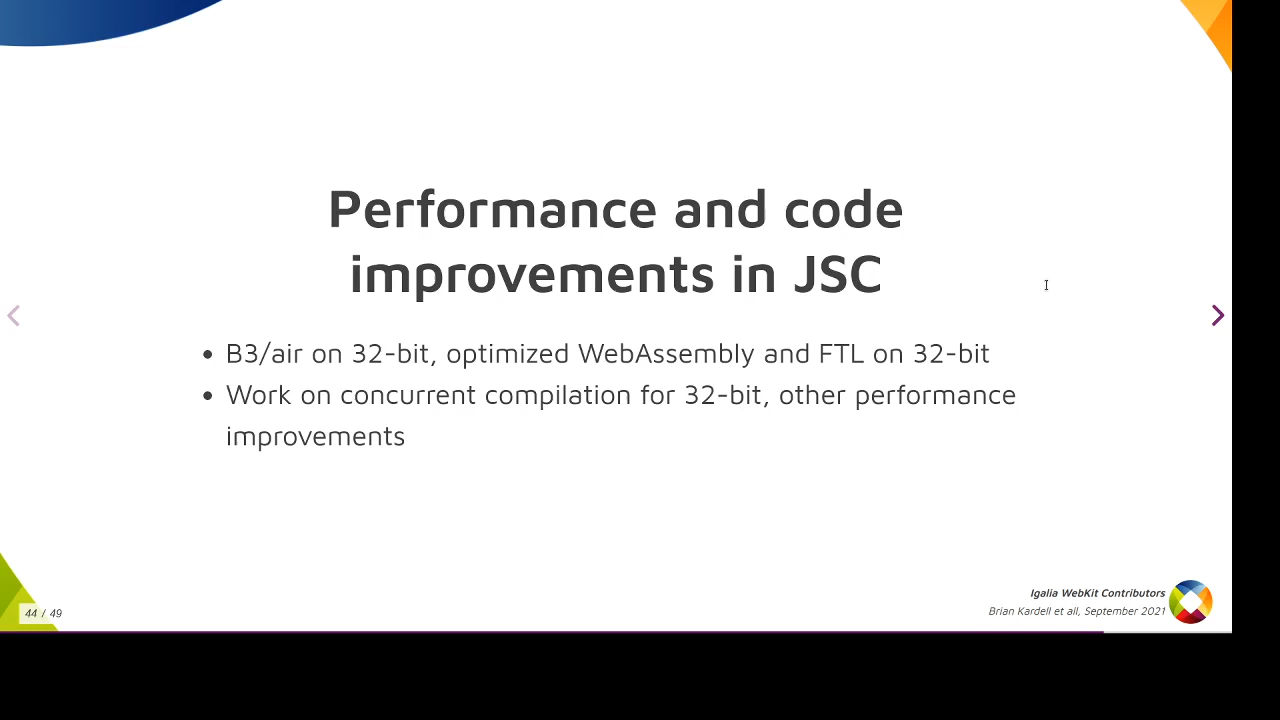 Performance and code
improvements in JSC
• B3/air on 32-bit, optimized WebAssembly and FTL on 32-bit
• Work on concurrent compilation for 32-bit, other performance
improvements
Igalia WebKit Contributors
44 / 49
Brian Kardell et all, September 2021